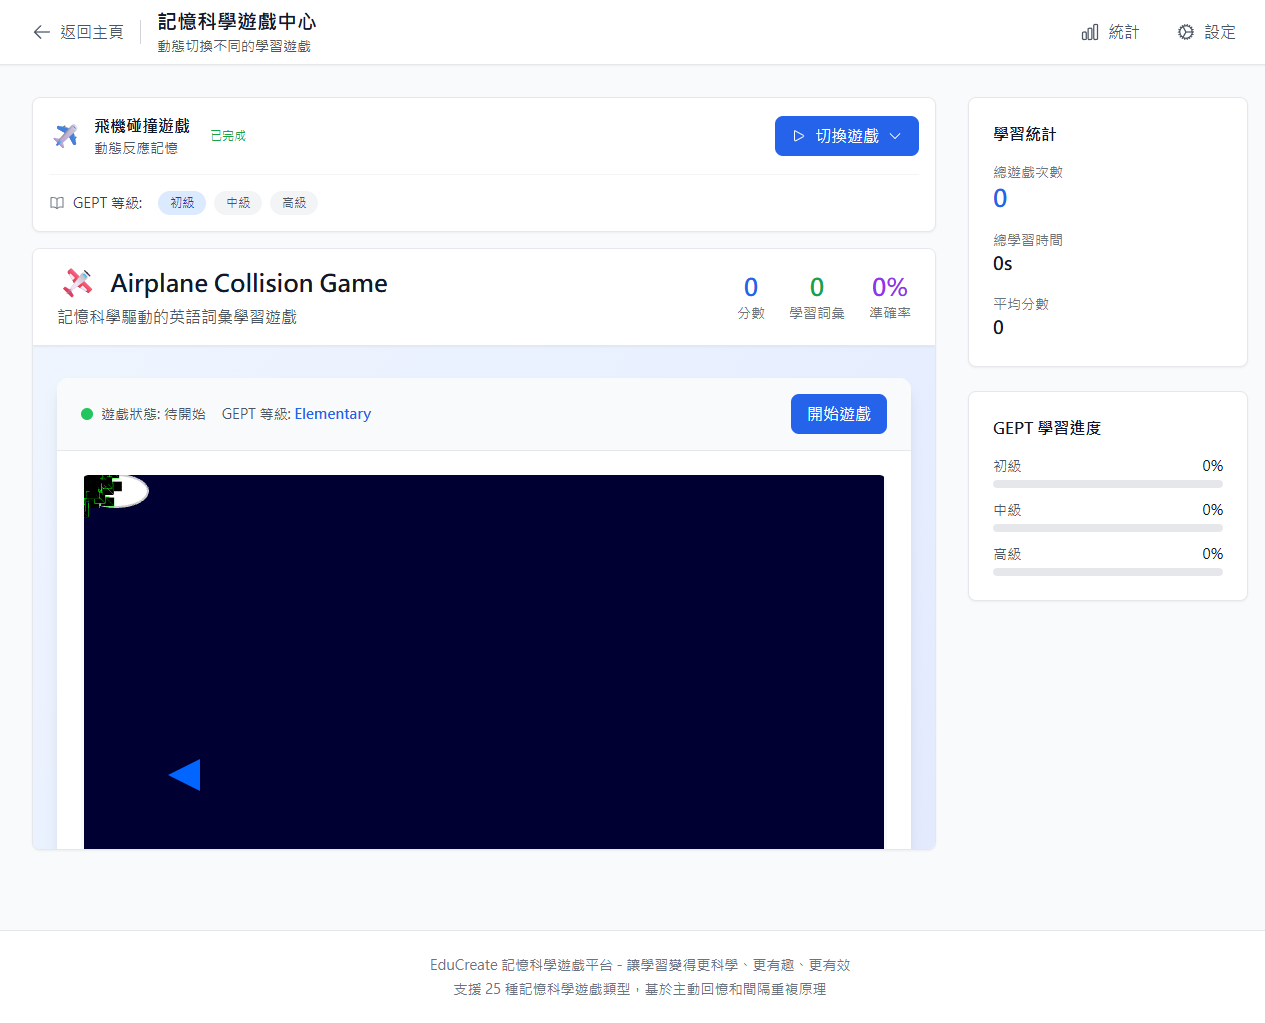 返回主頁
記憶科學遊戲中心
動態切換不同的學習遊戲
統計
設定
飛機碰撞遊戲
動態反應記憶
已完成
切換遊戲
GEPT 等級:
初級
中級
高級
Airplane Collision Game
記憶科學驅動的英語詞彙學習遊戲
0
分數
0
學習詞彙
0%
準確率
遊戲狀態: 待開始
GEPT 等級: Elementary
開始遊戲
學習統計
總遊戲次數
0
總學習時間
0s
平均分數
0
GEPT 學習進度
初級 0%
中級 0%
高級 0%
EduCreate 記憶科學遊戲平台 - 讓學習變得更科學、更有趣、更有效
支援 25 種記憶科學遊戲類型，基於主動回憶和間隔重複原理